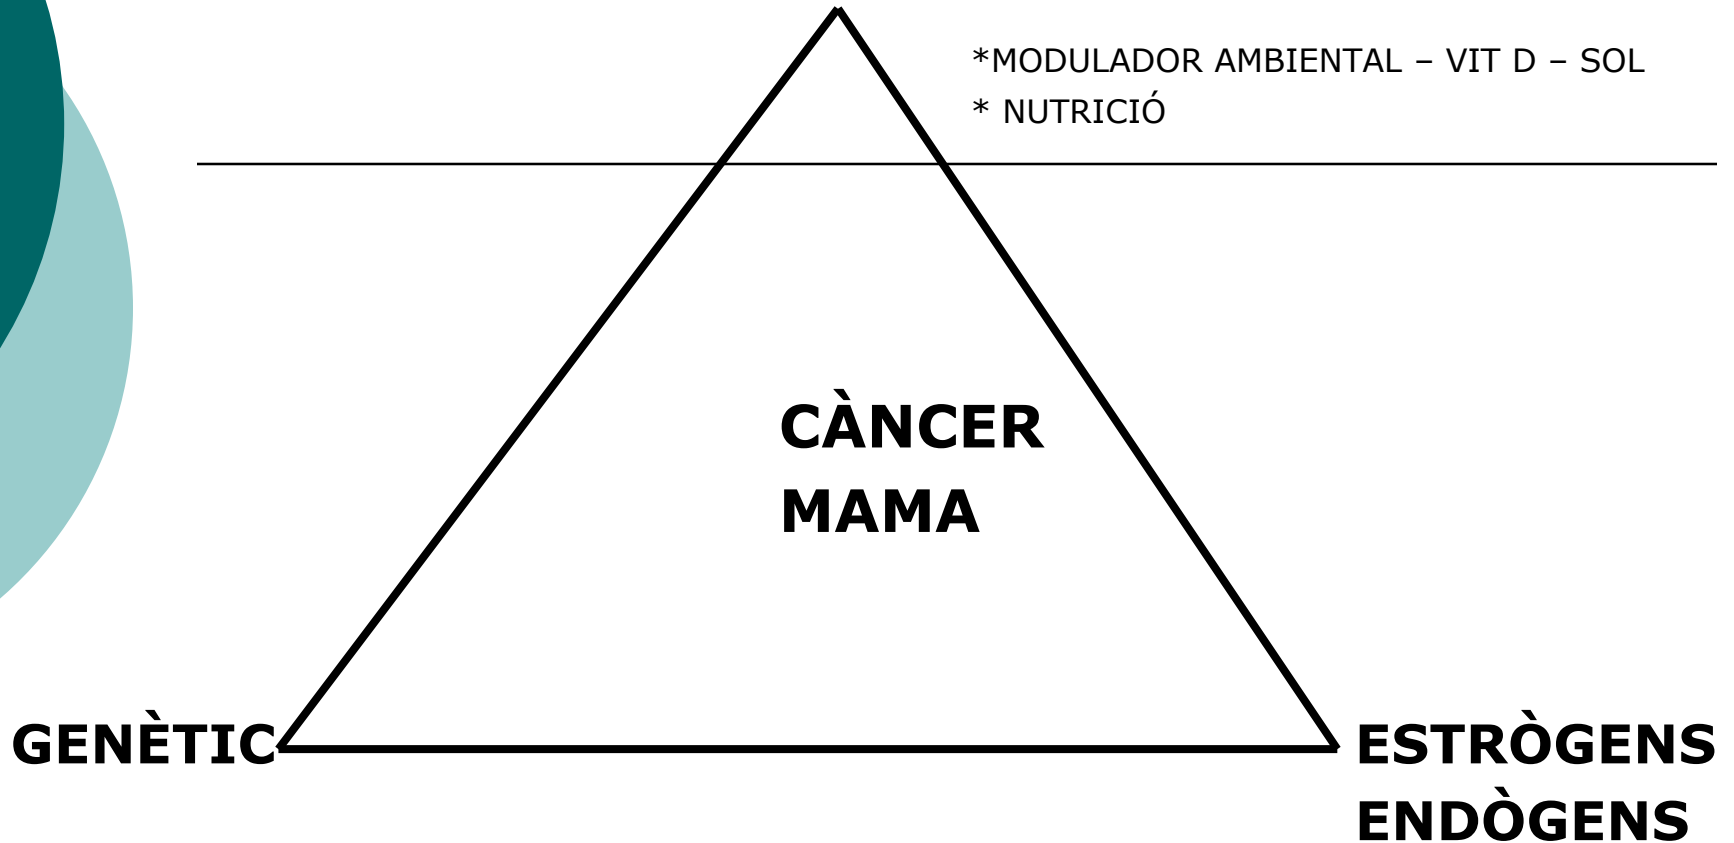 *MODULADOR AMBIENTAL – VIT D – SOL
* NUTRICIÓ
CÀNCER
MAMA
GENÈTIC
ESTRÒGENS
ENDÒGENS